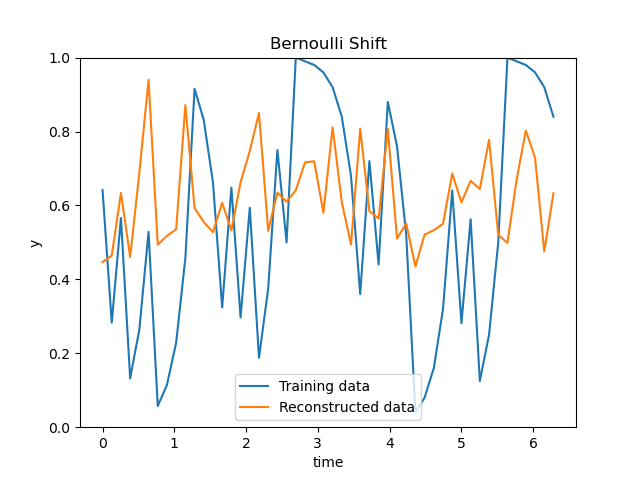 Bernoulli Shift
1.0
0.8
0.6
0.4
0.2
0.0
y
0 1 2 3 4 5 6
time
Training data
Reconstructed data